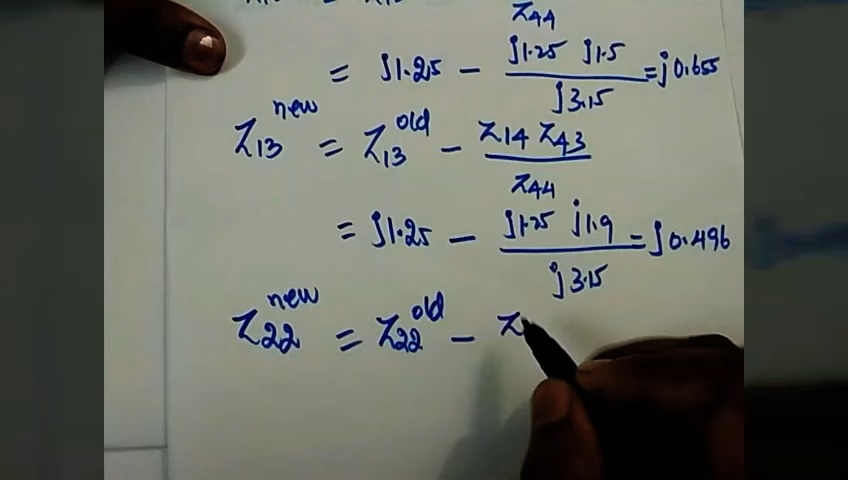 Z44
= j1.25 - j1.25 j1.5 / j3.15 = j0.655
Z13 new = Z13 old - Z14 Z43 / Z44
= j1.25 - j1.25 j1.9 / j3.15 = j0.496
Z22 new = Z22 old - Z